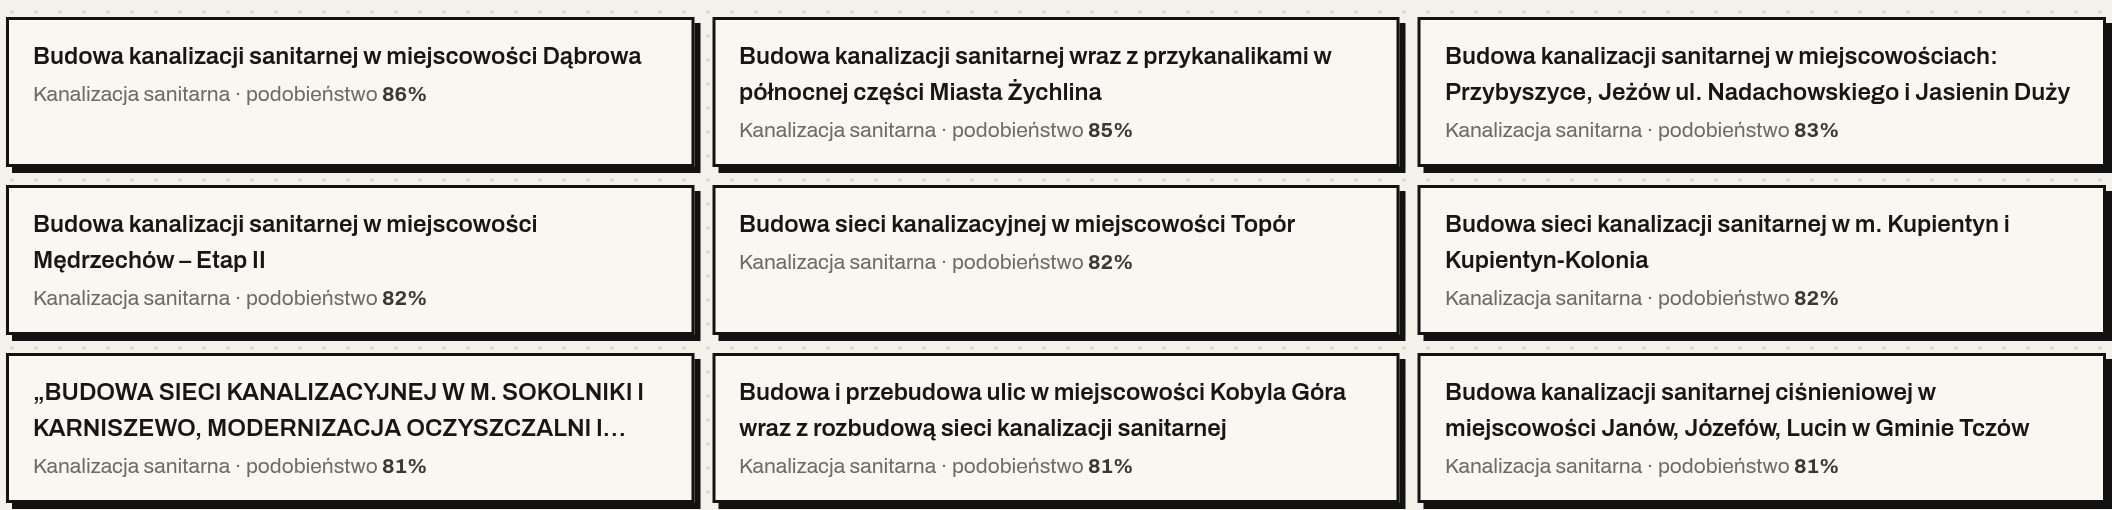 Budowa kanalizacji sanitarnej w miejscowości Dąbrowa
Kanalizacja sanitarna · podobieństwo 86%
Budowa kanalizacji sanitarnej wraz z przykanalikami w
północnej części Miasta Żychlina
Kanalizacja sanitarna · podobieństwo 85%
Budowa kanalizacji sanitarnej w miejscowościach:
Przybyszyce, Jeżów ul. Nadachowskiego i Jasienin Duży
Kanalizacja sanitarna · podobieństwo 83%
Budowa kanalizacji sanitarnej w miejscowości
Mędrzechów – Etap II
Kanalizacja sanitarna · podobieństwo 82%
Budowa sieci kanalizacyjnej w miejscowości Topór
Kanalizacja sanitarna · podobieństwo 82%
Budowa sieci kanalizacji sanitarnej w m. Kupientyn i
Kupientyn-Kolonia
Kanalizacja sanitarna · podobieństwo 82%
„BUDOWA SIECI KANALIZACYJNEJ W M. SOKOLNIKI I
KARNISZEWO, MODERNIZACJA OCZYSZCZALNI I…
Kanalizacja sanitarna · podobieństwo 81%
Budowa i przebudowa ulic w miejscowości Kobyla Góra
wraz z rozbudową sieci kanalizacji sanitarnej
Kanalizacja sanitarna · podobieństwo 81%
Budowa kanalizacji sanitarnej ciśnieniowej w
miejscowości Janów, Józefów, Lucin w Gminie Tczów
Kanalizacja sanitarna · podobieństwo 81%